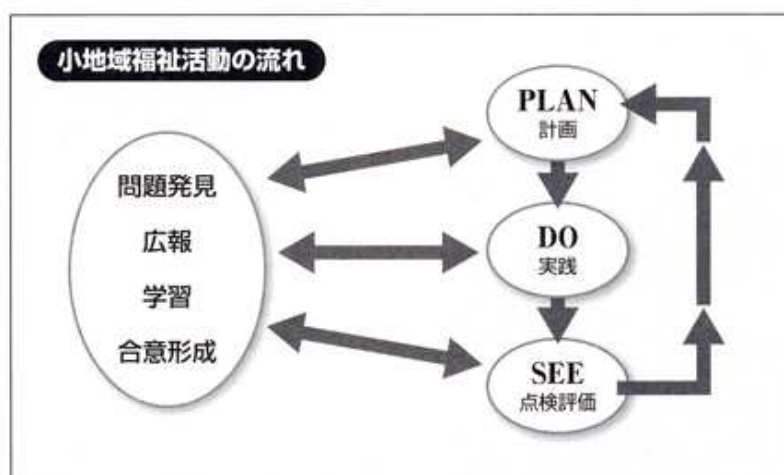 小地域福祉活動の流れ
問題発見
広報
学習
合意形成
PLAN
計画
DO
実践
SEE
点検評価